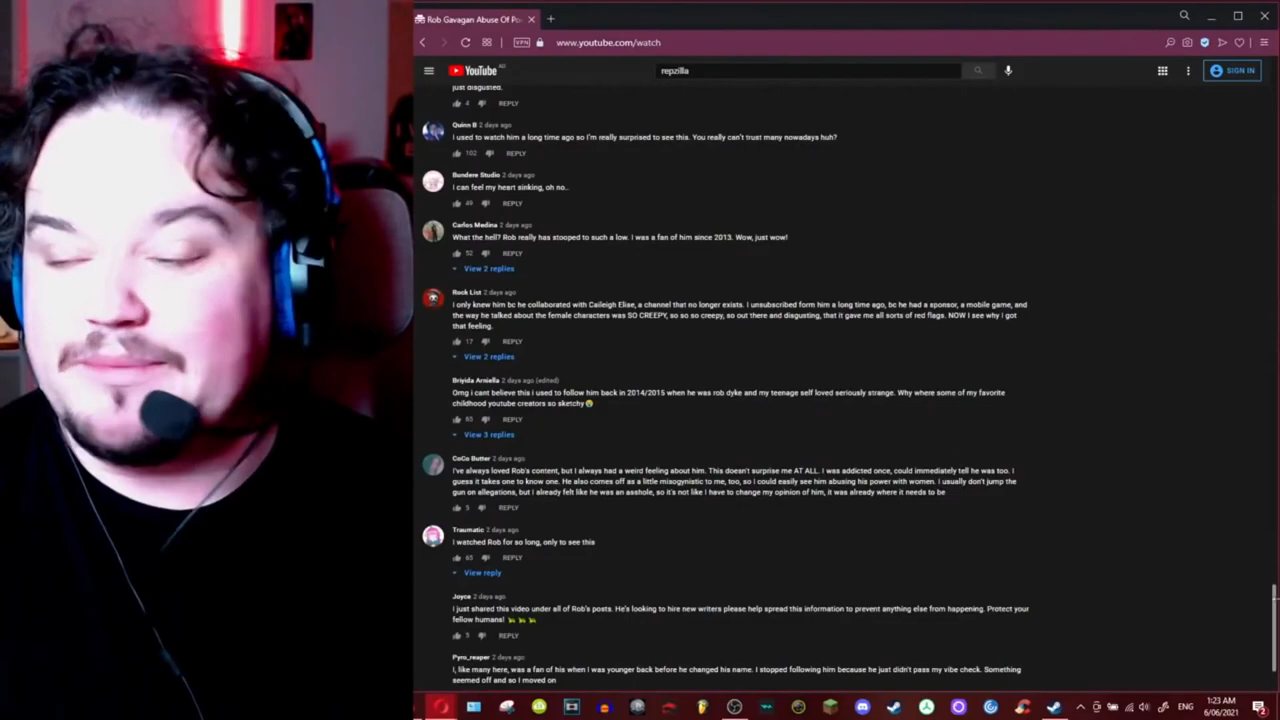 Rob Gavagan Abuse Of Po
VPN www.youtube.com/watch
YouTube AD repzilla SIGN IN
just disgusted.
4 REPLY
Quinn B 2 days ago
I used to watch him a long time ago so I'm really surprised to see this. You really can't trust many nowadays huh?
102 REPLY
Bundere Studio 2 days ago
I can feel my heart sinking, oh no..
49 REPLY
Carlos Medina 2 days ago
What the hell? Rob really has stooped to such a low. I was a fan of him since 2013. Wow, just wow!
52 REPLY
View 2 replies
Rock List 2 days ago
I only knew him bc he collaborated with Caileigh Elise, a channel that no longer exists. I unsubscribed form him a long time ago, bc he had a sponsor, a mobile game, and
the way he talked about the female characters was SO CREEPY, so so so creepy, so out there and disgusting, that it gave me all sorts of red flags. NOW I see why I got
that feeling.
17 REPLY
View 2 replies
Briyida Arniella 2 days ago (edited)
Omg i cant believe this i used to follow him back in 2014/2015 when he was rob dyke and my teenage self loved seriously strange. Why where some of my favorite
childhood youtube creators so sketchy
65 REPLY
View 3 replies
CoCo Butter 2 days ago
I've always loved Rob's content, but I always had a weird feeling about him. This doesn't surprise me AT ALL. I was addicted once, could immediately tell he was too. I
guess it takes one to know one. He also comes off as a little misogynistic to me, too, so I could easily see him abusing his power with women. I usually don't jump the
gun on allegations, but I already felt like he was an asshole, so it's not like I have to change my opinion of him, it was already where it needs to be
5 REPLY
Traumatic 2 days ago
I watched Rob for so long, only to see this
65 REPLY
View reply
Joyce 2 days ago
I just shared this video under all of Rob's posts. He's looking to hire new writers please help spread this information to prevent anything else from happening. Protect your
fellow humans!
5 REPLY
Pyro_reaper 2 days ago
I, like many here, was a fan of his when I was younger back before he changed his name. I stopped following him because he just didn't pass my vibe check. Something
seemed off and so I moved on
ENG 1:23 AM
6/06/2021 2